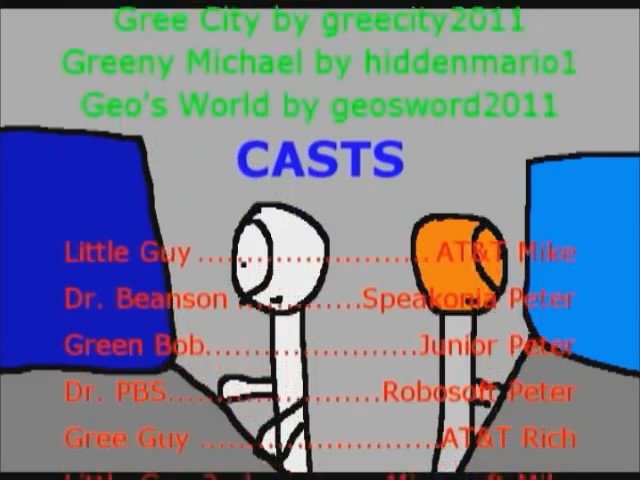 Gree City by greecity2011
Greeny Michael by hiddenmario1
Geo's World by geosword2011
CASTS
Little Guy ........................ AT&T Mike
Dr. Beanson .............Speakonia Peter
Green Bob......................Junior Peter
Dr. PBS......................Robosoft Peter
Gree Guy .........................AT&T Rich